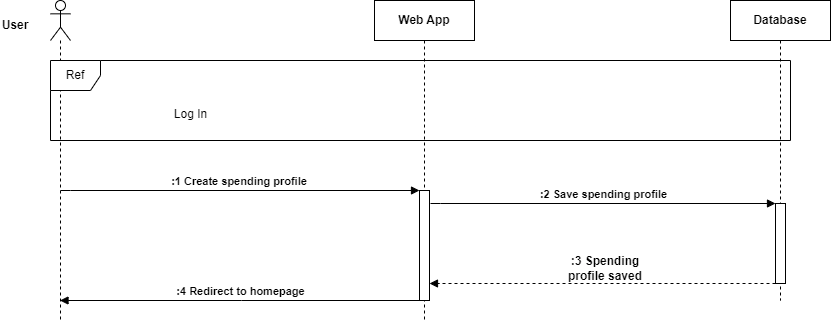 User
Web App
Database
Ref
Log In
:1 Create spending profile
:2 Save spending profile
:3 Spending
profile saved
:4 Redirect to homepage